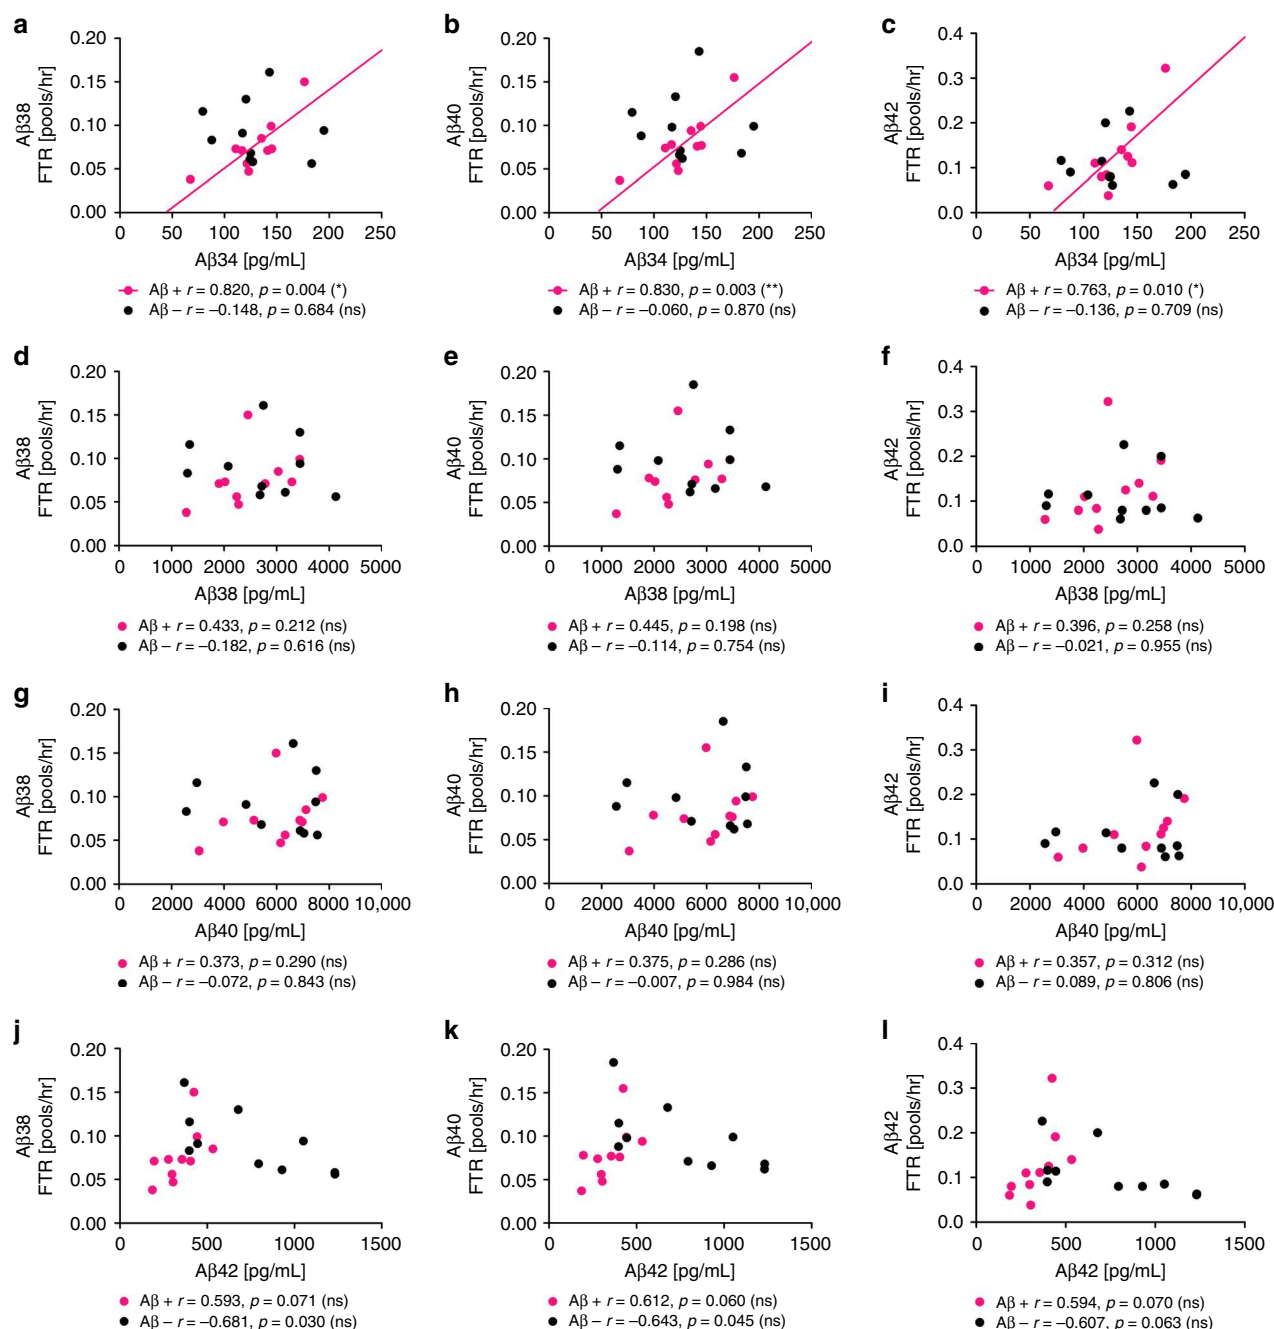 a
b
c
0.20
0.15
0.10
0.05
0.00
Aβ38
FTR [pools/hr]
0 50 100 150 200 250
Aβ34 [pg/mL]
Aβ + r = 0.820, p = 0.004 (*)
Aβ – r = –0.148, p = 0.684 (ns)
0.20
0.15
0.10
0.05
0.00
Aβ40
FTR [pools/hr]
0 50 100 150 200 250
Aβ34 [pg/mL]
Aβ + r = 0.830, p = 0.003 (**)
Aβ – r = –0.060, p = 0.870 (ns)
0.4
0.3
0.2
0.1
0.0
Aβ42
FTR [pools/hr]
0 50 100 150 200 250
Aβ34 [pg/mL]
Aβ + r = 0.763, p = 0.010 (*)
Aβ – r = –0.136, p = 0.709 (ns)
d
e
f
0.20
0.15
0.10
0.05
0.00
Aβ38
FTR [pools/hr]
0 1000 2000 3000 4000 5000
Aβ38 [pg/mL]
Aβ + r = 0.433, p = 0.212 (ns)
Aβ – r = –0.182, p = 0.616 (ns)
0.20
0.15
0.10
0.05
0.00
Aβ40
FTR [pools/hr]
0 1000 2000 3000 4000 5000
Aβ38 [pg/mL]
Aβ + r = 0.445, p = 0.198 (ns)
Aβ – r = –0.114, p = 0.754 (ns)
0.4
0.3
0.2
0.1
0.0
Aβ42
FTR [pools/hr]
0 1000 2000 3000 4000 5000
Aβ38 [pg/mL]
Aβ + r = 0.396, p = 0.258 (ns)
Aβ – r = –0.021, p = 0.955 (ns)
g
h
i
0.20
0.15
0.10
0.05
0.00
Aβ38
FTR [pools/hr]
0 2000 4000 6000 8000 10,000
Aβ40 [pg/mL]
Aβ + r = 0.373, p = 0.290 (ns)
Aβ – r = –0.072, p = 0.843 (ns)
0.20
0.15
0.10
0.05
0.00
Aβ40
FTR [pools/hr]
0 2000 4000 6000 8000 10,000
Aβ40 [pg/mL]
Aβ + r = 0.375, p = 0.286 (ns)
Aβ – r = –0.007, p = 0.984 (ns)
0.4
0.3
0.2
0.1
0.0
Aβ42
FTR [pools/hr]
0 2000 4000 6000 8000 10,000
Aβ40 [pg/mL]
Aβ + r = 0.357, p = 0.312 (ns)
Aβ – r = 0.089, p = 0.806 (ns)
j
k
l
0.20
0.15
0.10
0.05
0.00
Aβ38
FTR [pools/hr]
0 500 1000 1500
Aβ42 [pg/mL]
Aβ + r = 0.593, p = 0.071 (ns)
Aβ – r = –0.681, p = 0.030 (ns)
0.20
0.15
0.10
0.05
0.00
Aβ40
FTR [pools/hr]
0 500 1000 1500
Aβ42 [pg/mL]
Aβ + r = 0.612, p = 0.060 (ns)
Aβ – r = –0.643, p = 0.045 (ns)
0.4
0.3
0.2
0.1
0.0
Aβ42
FTR [pools/hr]
0 500 1000 1500
Aβ42 [pg/mL]
Aβ + r = 0.594, p = 0.070 (ns)
Aβ – r = –0.607, p = 0.063 (ns)